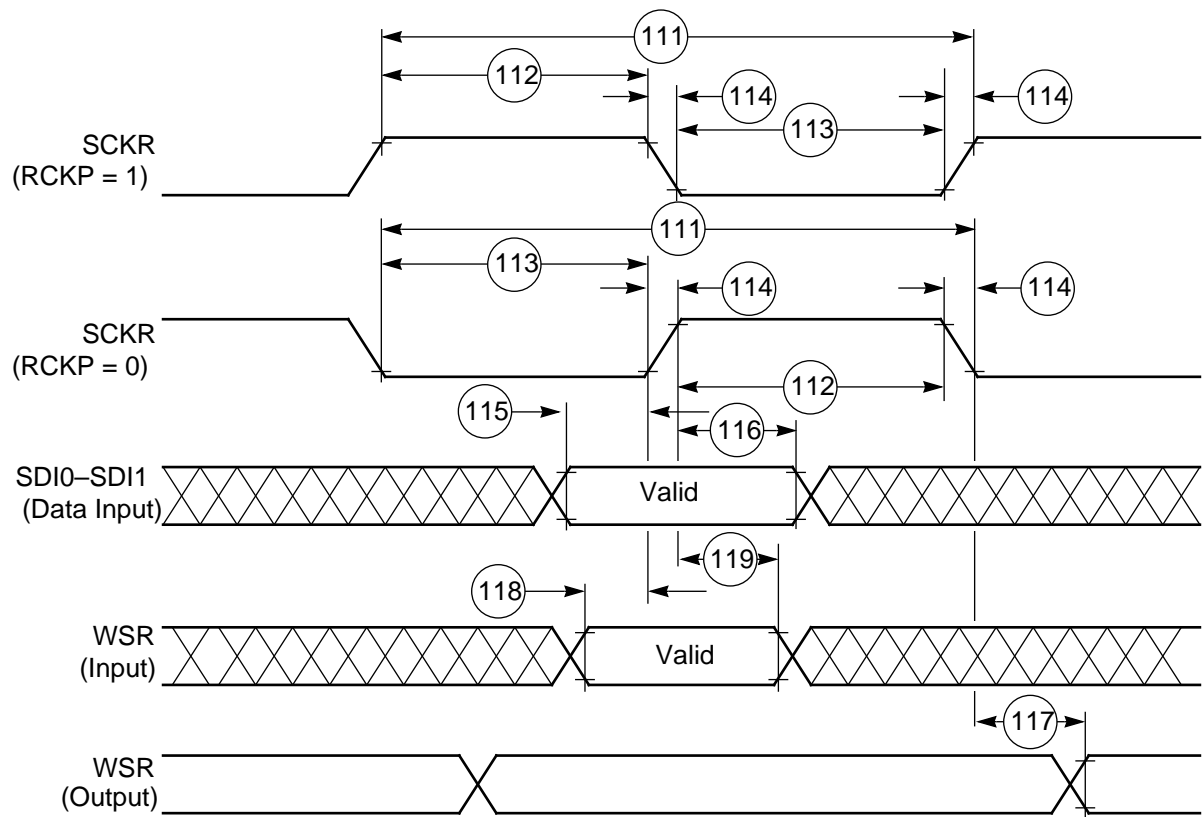 111
112
114
114
SCKR
113
(RCKP = 1)
111
113
114
114
SCKR
(RCKP = 0)
112
115
116
SDI0–SDI1
Valid
(Data Input)
119
118
WSR
Valid
(Input)
117
WSR
(Output)